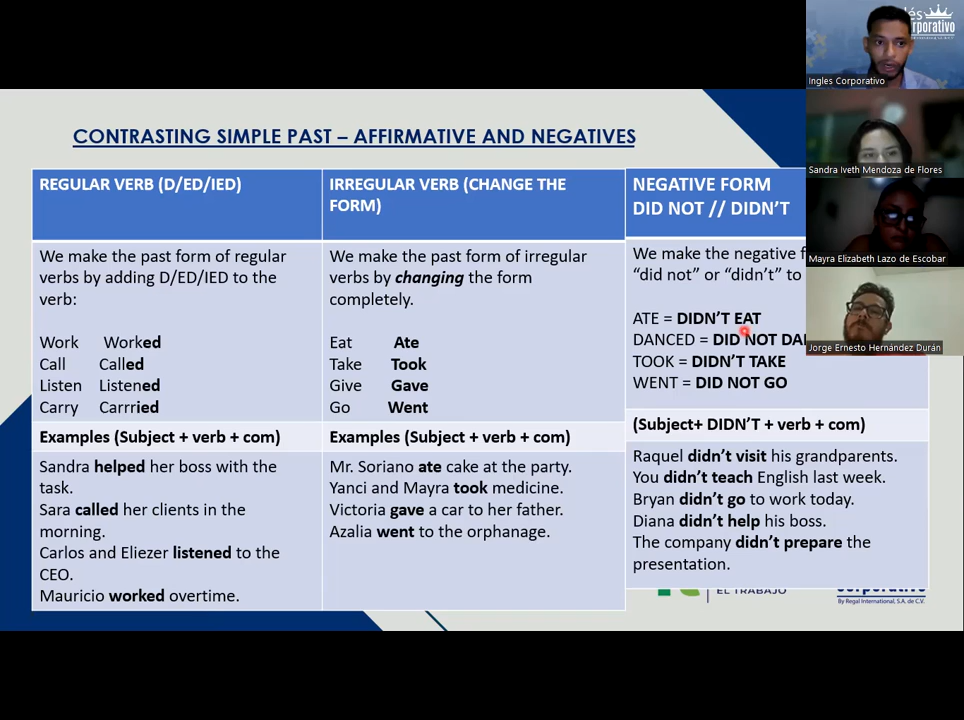 CONTRASTING SIMPLE PAST – AFFIRMATIVE AND NEGATIVES
REGULAR VERB (D/ED/IED)
We make the past form of regular
verbs by adding D/ED/IED to the
verb:
Work Worked
Call Called
Listen Listened
Carry Carrried
Examples (Subject + verb + com)
Sandra helped her boss with the
task.
Sara called her clients in the
morning.
Carlos and Eliezer listened to the
CEO.
Mauricio worked overtime.
IRREGULAR VERB (CHANGE THE
FORM)
We make the past form of irregular
verbs by changing the form
completely.
Eat Ate
Take Took
Give Gave
Go Went
Examples (Subject + verb + com)
Mr. Soriano ate cake at the party.
Yanci and Mayra took medicine.
Victoria gave a car to her father.
Azalia went to the orphanage.
NEGATIVE FORM
DID NOT // DIDN’T
We make the negative
“did not” or “didn’t” to
ATE = DIDN’T EAT
DANCED = DID NOT
TOOK = DIDN’T TAKE
WENT = DID NOT GO
(Subject+ DIDN’T + verb + com)
Raquel didn’t visit his grandparents.
You didn’t teach English last week.
Bryan didn’t go to work today.
Diana didn’t help his boss.
The company didn’t prepare the
presentation.
EL TRABAJO
By Regal International, S.A. de C.V.
Ingles Corporativo
Sandra Iveth Mendoza de Flores
Mayra Elizabeth Lazo de Escobar
Jorge Ernesto Hernández Durán